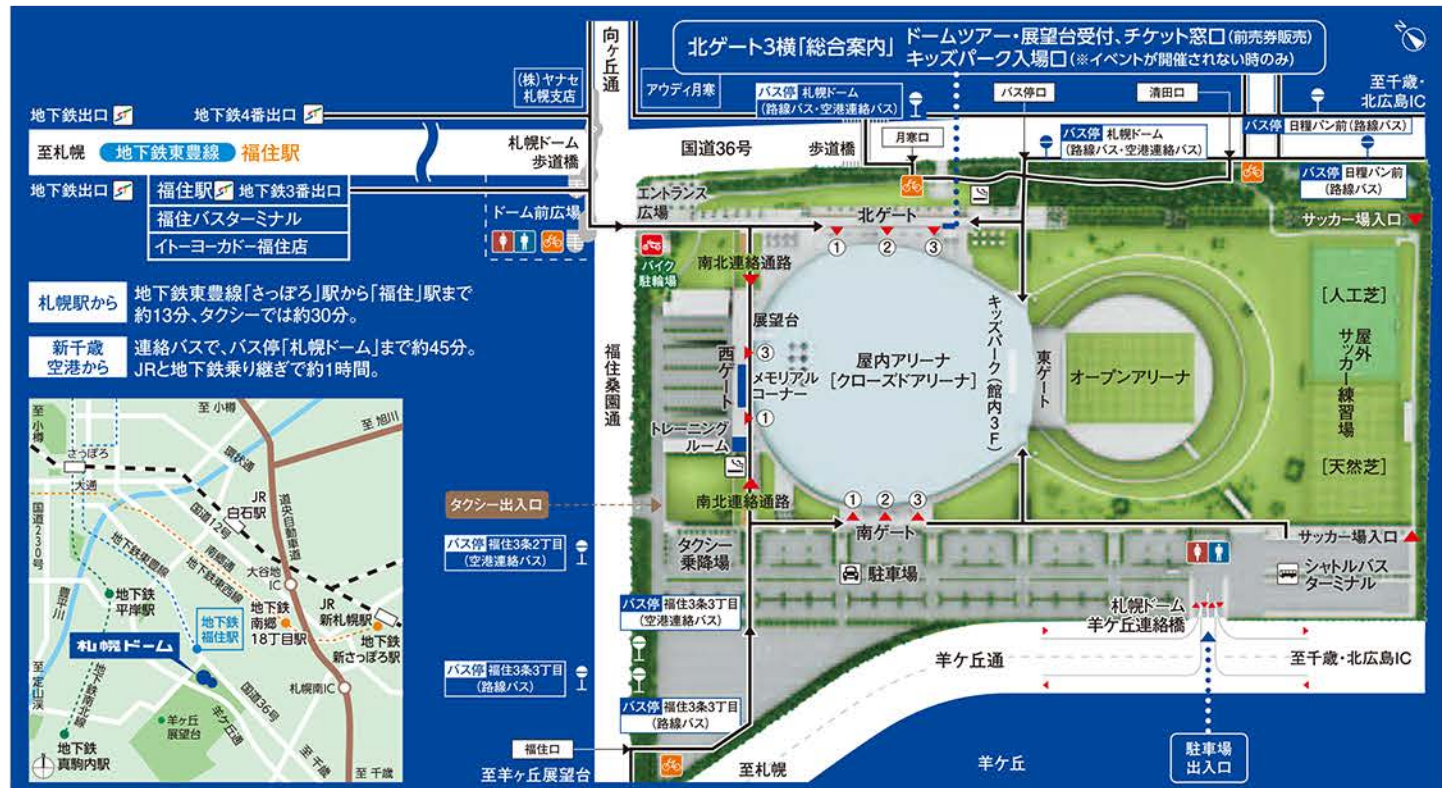 北ゲート3横「総合案内」
ドームツアー・展望台受付、チケット窓口(前売券販売)
キッズパーク入場口(※イベントが開催されない時のみ)
N
向ヶ丘通
(株)ヤナセ
札幌支店
アウディ月寒
バス停 札幌ドーム
(路線バス・空港連絡バス)
バス停口
清田口
至千歳・
北広島IC
地下鉄出口
地下鉄4番出口
至札幌
地下鉄東豊線
福住駅
札幌ドーム
歩道橋
国道36号
歩道橋
月寒口
バス停 札幌ドーム
(路線バス・空港連絡バス)
バス停 日糧パン前(路線バス)
バス停 日糧パン前
(路線バス)
地下鉄出口
福住駅
地下鉄3番出口
福住バスターミナル
イトーヨーカドー福住店
ドーム前広場
エントランス
広場
バイク
駐輪場
北ゲート
① ② ③
サッカー場入口
南北連絡通路
札幌駅から
地下鉄東豊線「さっぽろ」駅から「福住」駅まで
約13分、タクシーでは約30分。
新千歳
空港から
連絡バスで、バス停「札幌ドーム」まで約45分。
JRと地下鉄乗り継ぎで約1時間。
福住桑園通
展望台
③
西ゲート
メモリアル
コーナー
①
トレーニング
ルーム
屋内アリーナ
[クローズドアリーナ]
キッズパーク(館内3F)
東ゲート
オープンアリーナ
[人工芝]
屋外
サッカー練習場
[天然芝]
タクシー出入口
南北連絡通路
① ② ③
南ゲート
サッカー場入口
タクシー
乗降場
駐車場
シャトルバス
ターミナル
バス停 福住3条2丁目
(空港連絡バス)
バス停 福住3条3丁目
(空港連絡バス)
バス停 福住3条3丁目
(路線バス)
バス停 福住3条3丁目
(路線バス)
札幌ドーム
羊ケ丘連絡橋
羊ケ丘通
至千歳・北広島IC
福住口
至羊ヶ丘展望台
至札幌
羊ケ丘
駐車場
出入口
至小樽
至 小樽
至 旭川
さっぽろ
大通
環状通
JR
白石駅
道央自動車道
国道230号
国道12号
南郷通
地下鉄東豊線
地下鉄東西線
大谷地
IC
豊平川
地下鉄
平岸駅
地下鉄
福住駅
地下鉄
南郷
18丁目駅
JR
新札幌駅
地下鉄
新さっぽろ駅
札幌ドーム
至定山渓
地下鉄南北線
札幌南IC
国道36号
羊ケ丘通
羊ヶ丘
展望台
地下鉄
真駒内駅
至 千歳
至 千歳